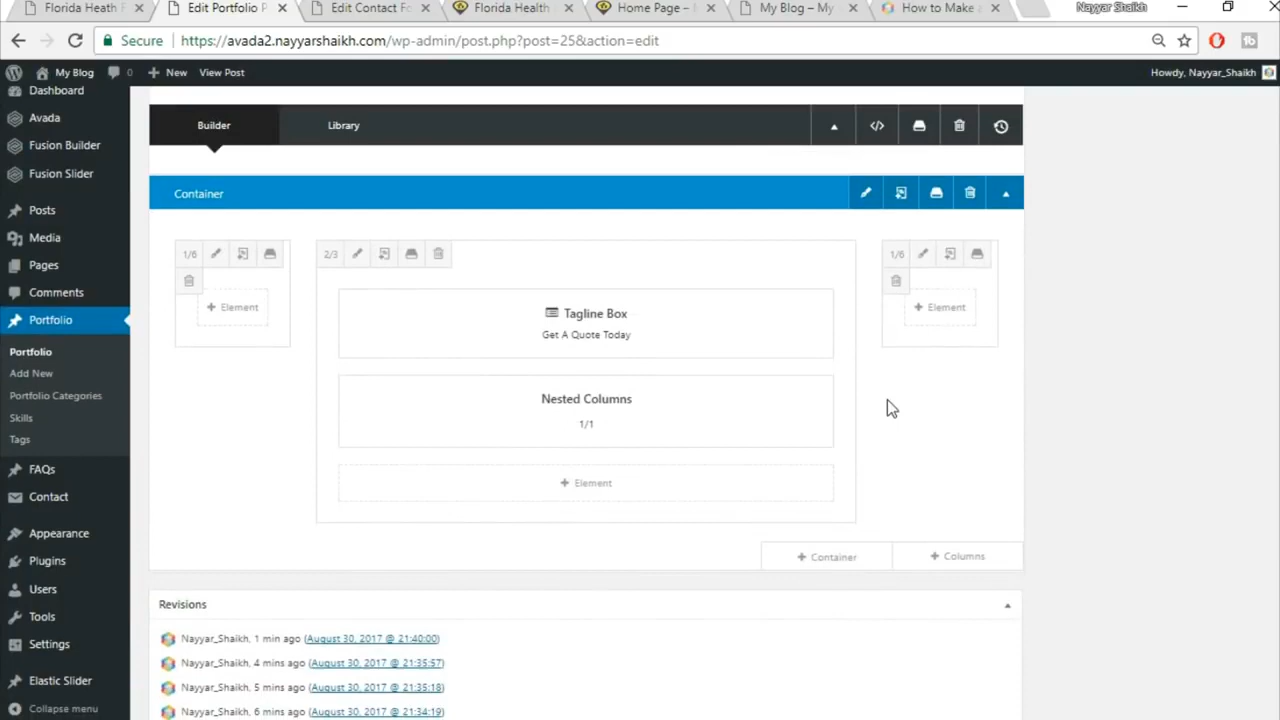 Florida Heath F
Edit Portfolio P
Edit Contact Fo
Florida Health
Home Page –
My Blog – My
How to Make a
Nayyar Shaikh
Secure https://avada2.nayyarshaikh.com/wp-admin/post.php?post=25&action=edit
My Blog 0 + New View Post Howdy, Nayyar_Shaikh
Dashboard
Avada
Fusion Builder
Fusion Slider
Posts
Media
Pages
Comments
Portfolio
Portfolio
Add New
Portfolio Categories
Skills
Tags
FAQs
Contact
Appearance
Plugins
Users
Tools
Settings
Elastic Slider
Collapse menu
Builder Library
Container
1/6
+ Element
2/3
Tagline Box
Get A Quote Today
Nested Columns
1/1
+ Element
1/6
+ Element
+ Container + Columns
Revisions
Nayyar_Shaikh, 1 min ago (August 30, 2017 @ 21:40:00)
Nayyar_Shaikh, 4 mins ago (August 30, 2017 @ 21:35:57)
Nayyar_Shaikh, 5 mins ago (August 30, 2017 @ 21:35:18)
Nayyar_Shaikh, 6 mins ago (August 30, 2017 @ 21:34:19)